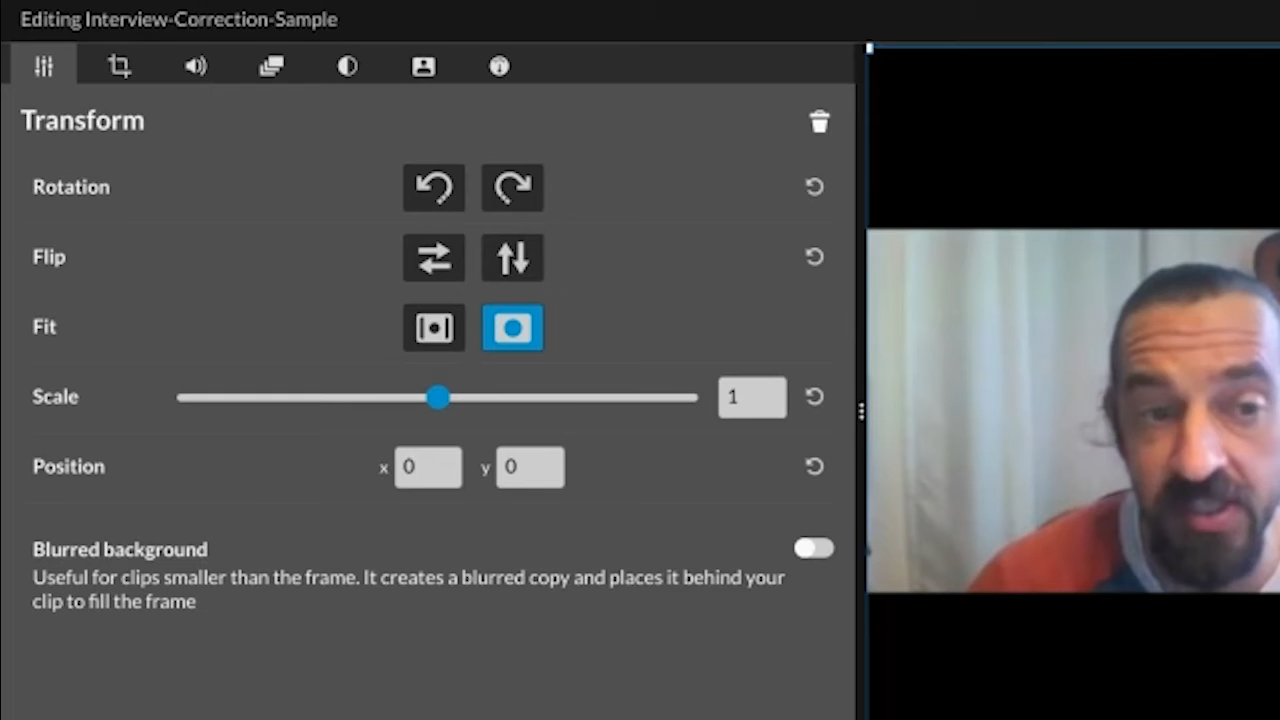 Editing Interview-Correction-Sample
Transform
Rotation
Flip
Fit
Scale 1
Position x 0 y 0
Blurred background
Useful for clips smaller than the frame. It creates a blurred copy and places it behind your
clip to fill the frame